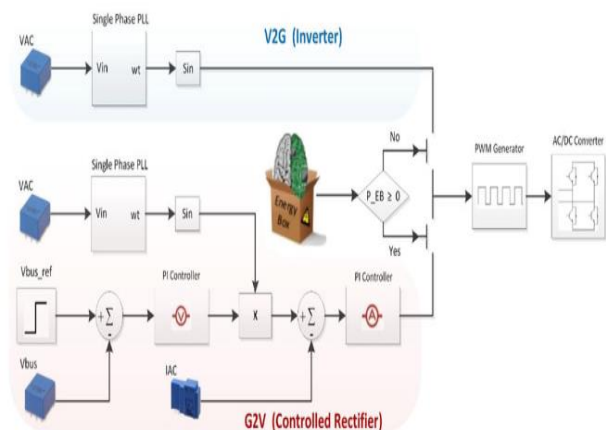 Single Phase PLL
V2G (Inverter)
VAC
Vin
wt
Sin
No
Single Phase PLL
VAC
Vin
wt
Sin
Energy
Box
P_EB ≥ 0
PWM Generator
AC/DC Converter
Yes
Vbus_ref
PI Controller
PI Controller
+
Σ
-
V
x
+
Σ
-
A
Vbus
IAC
G2V (Controlled Rectifier)